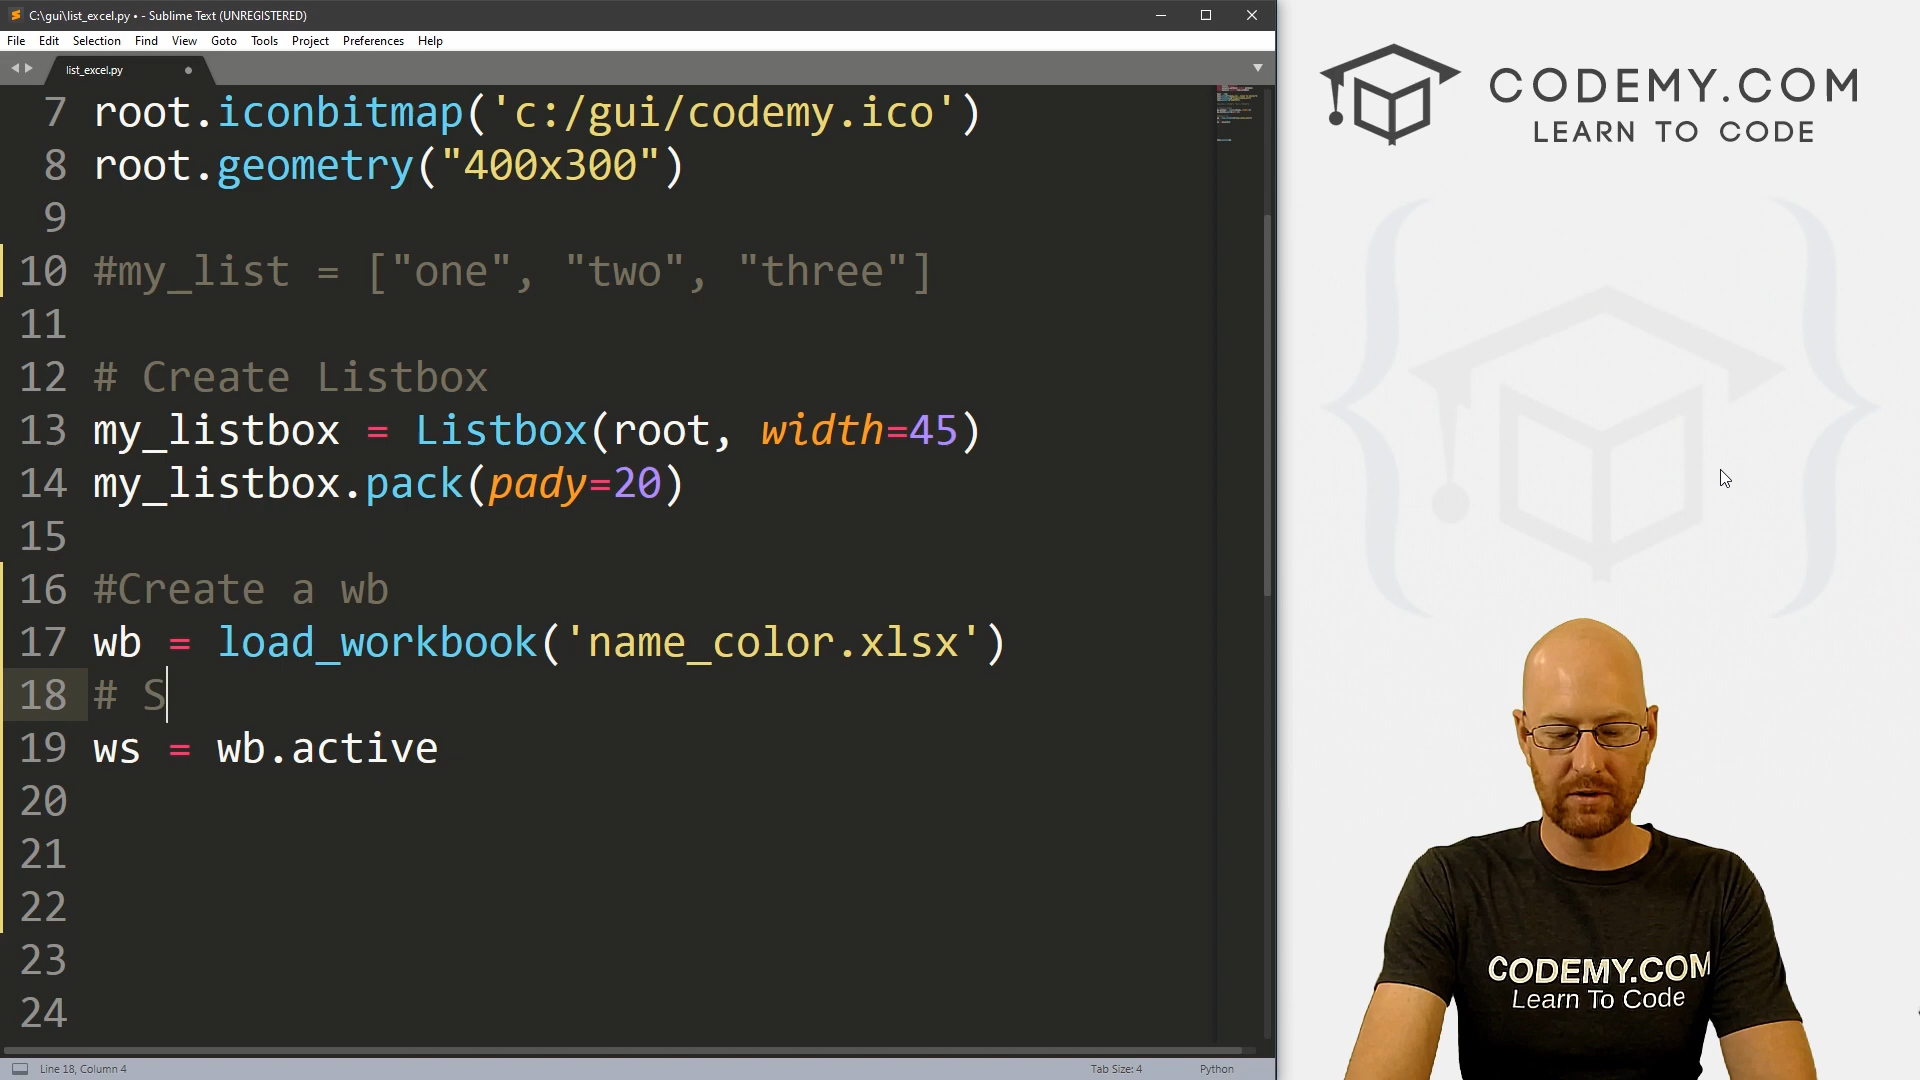 C:\gui\list_excel.py • - Sublime Text (UNREGISTERED)
File Edit Selection Find View Goto Tools Project Preferences Help
list_excel.py
7 root.iconbitmap('c:/gui/codemy.ico')
8 root.geometry("400x300")
9
10 #my_list = ["one", "two", "three"]
11
12 # Create Listbox
13 my_listbox = Listbox(root, width=45)
14 my_listbox.pack(pady=20)
15
16 #Create a wb
17 wb = load_workbook('name_color.xlsx')
18 # S
19 ws = wb.active
20
21
22
23
24
Line 18, Column 4
Tab Size: 4
Python
CODEMY.COM
LEARN TO CODE
CODEMY.COM
Learn To Code